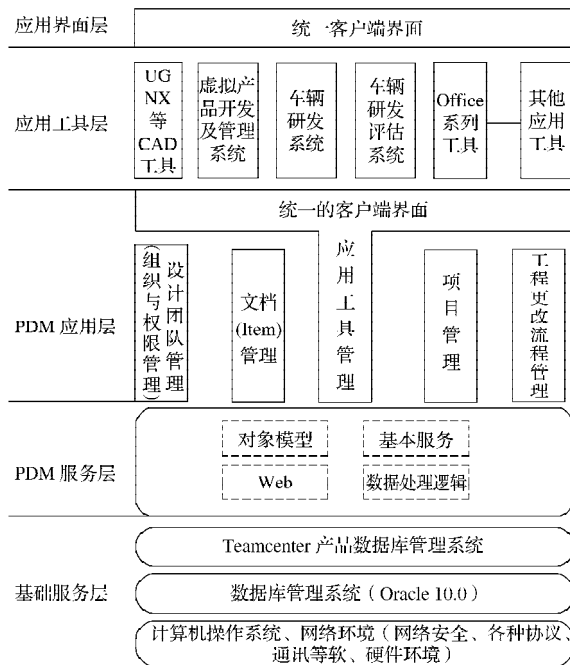 应用界面层
统一客户端界面
应用工具层
UG
NX
等
CAD
工具
虚拟产
品开发
及管理
系统
车辆
研发
系统
车辆
研发
评估
系统
Office
系列
工具
其他
应用
工具
PDM 应用层
统一的客户端界面
设计团队管理
(组织与权限管理)
文档
(Item)
管理
应用工具管理
项目管理
工程更改流程管理
PDM 服务层
对象模型
基本服务
Web
数据处理逻辑
基础服务层
Teamcenter 产品数据库管理系统
数据库管理系统（Oracle 10.0）
计算机操作系统、网络环境（网络安全、各种协议、
通讯等软、硬件环境）